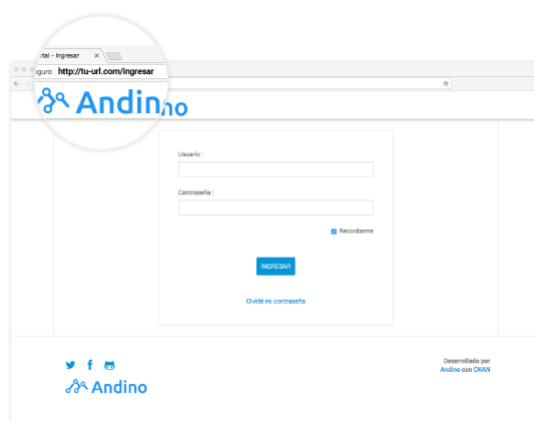 rtal - Ingresar ×
guro http://tu-url.com/ingresar
Andino
Usuario :
Contraseña :
Recordarme
INGRESAR
Olvidé mi contraseña
Desarrollado por
Andino con CKAN
Andino